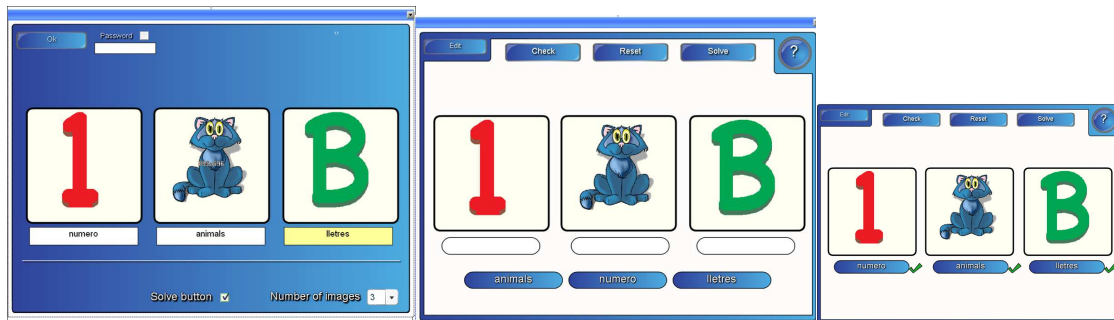 Ok
Password
1 B
numero animals lletres
Solve button
Number of images 3
Edit Check Reset Solve ?
1 B
animals numero lletres
Edit Check Reset Solve ?
1 B
numero animals lletres